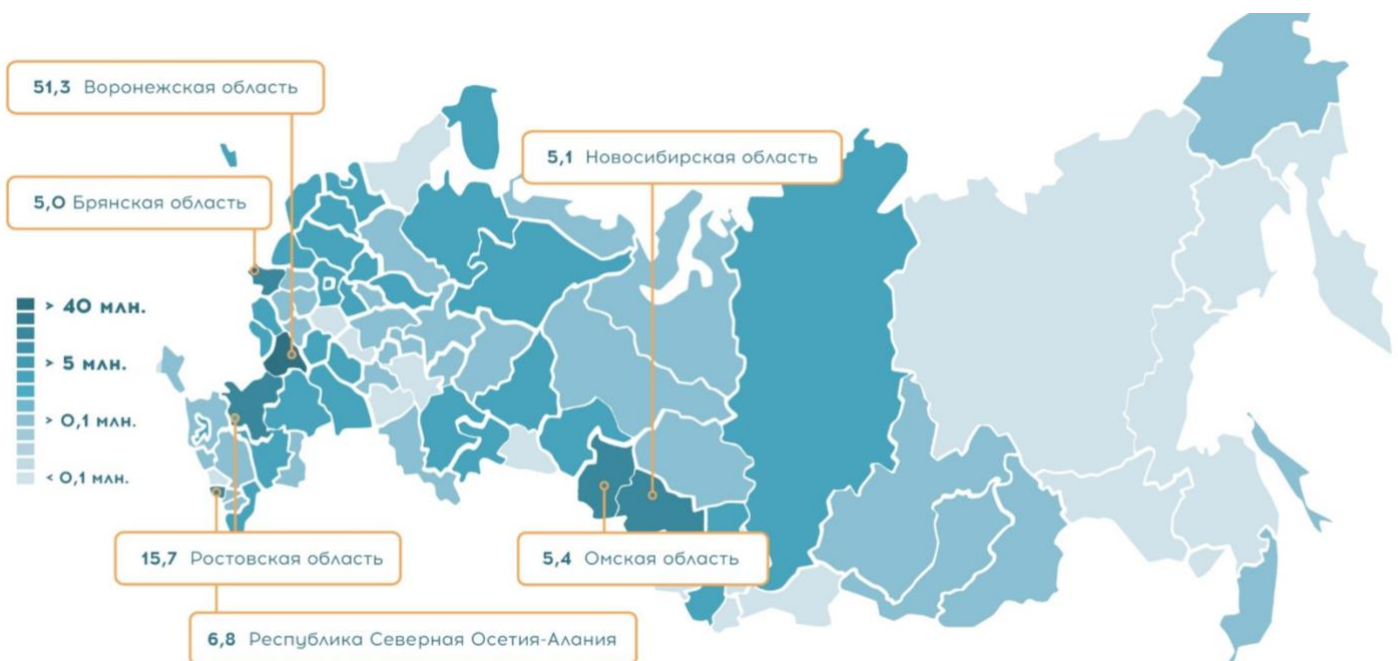 51,3 Воронежская область
5,1 Новосибирская область
5,0 Брянская область
> 40 млн.
> 5 млн.
> 0,1 млн.
< 0,1 млн.
15,7 Ростовская область
5,4 Омская область
6,8 Республика Северная Осетия-Алания